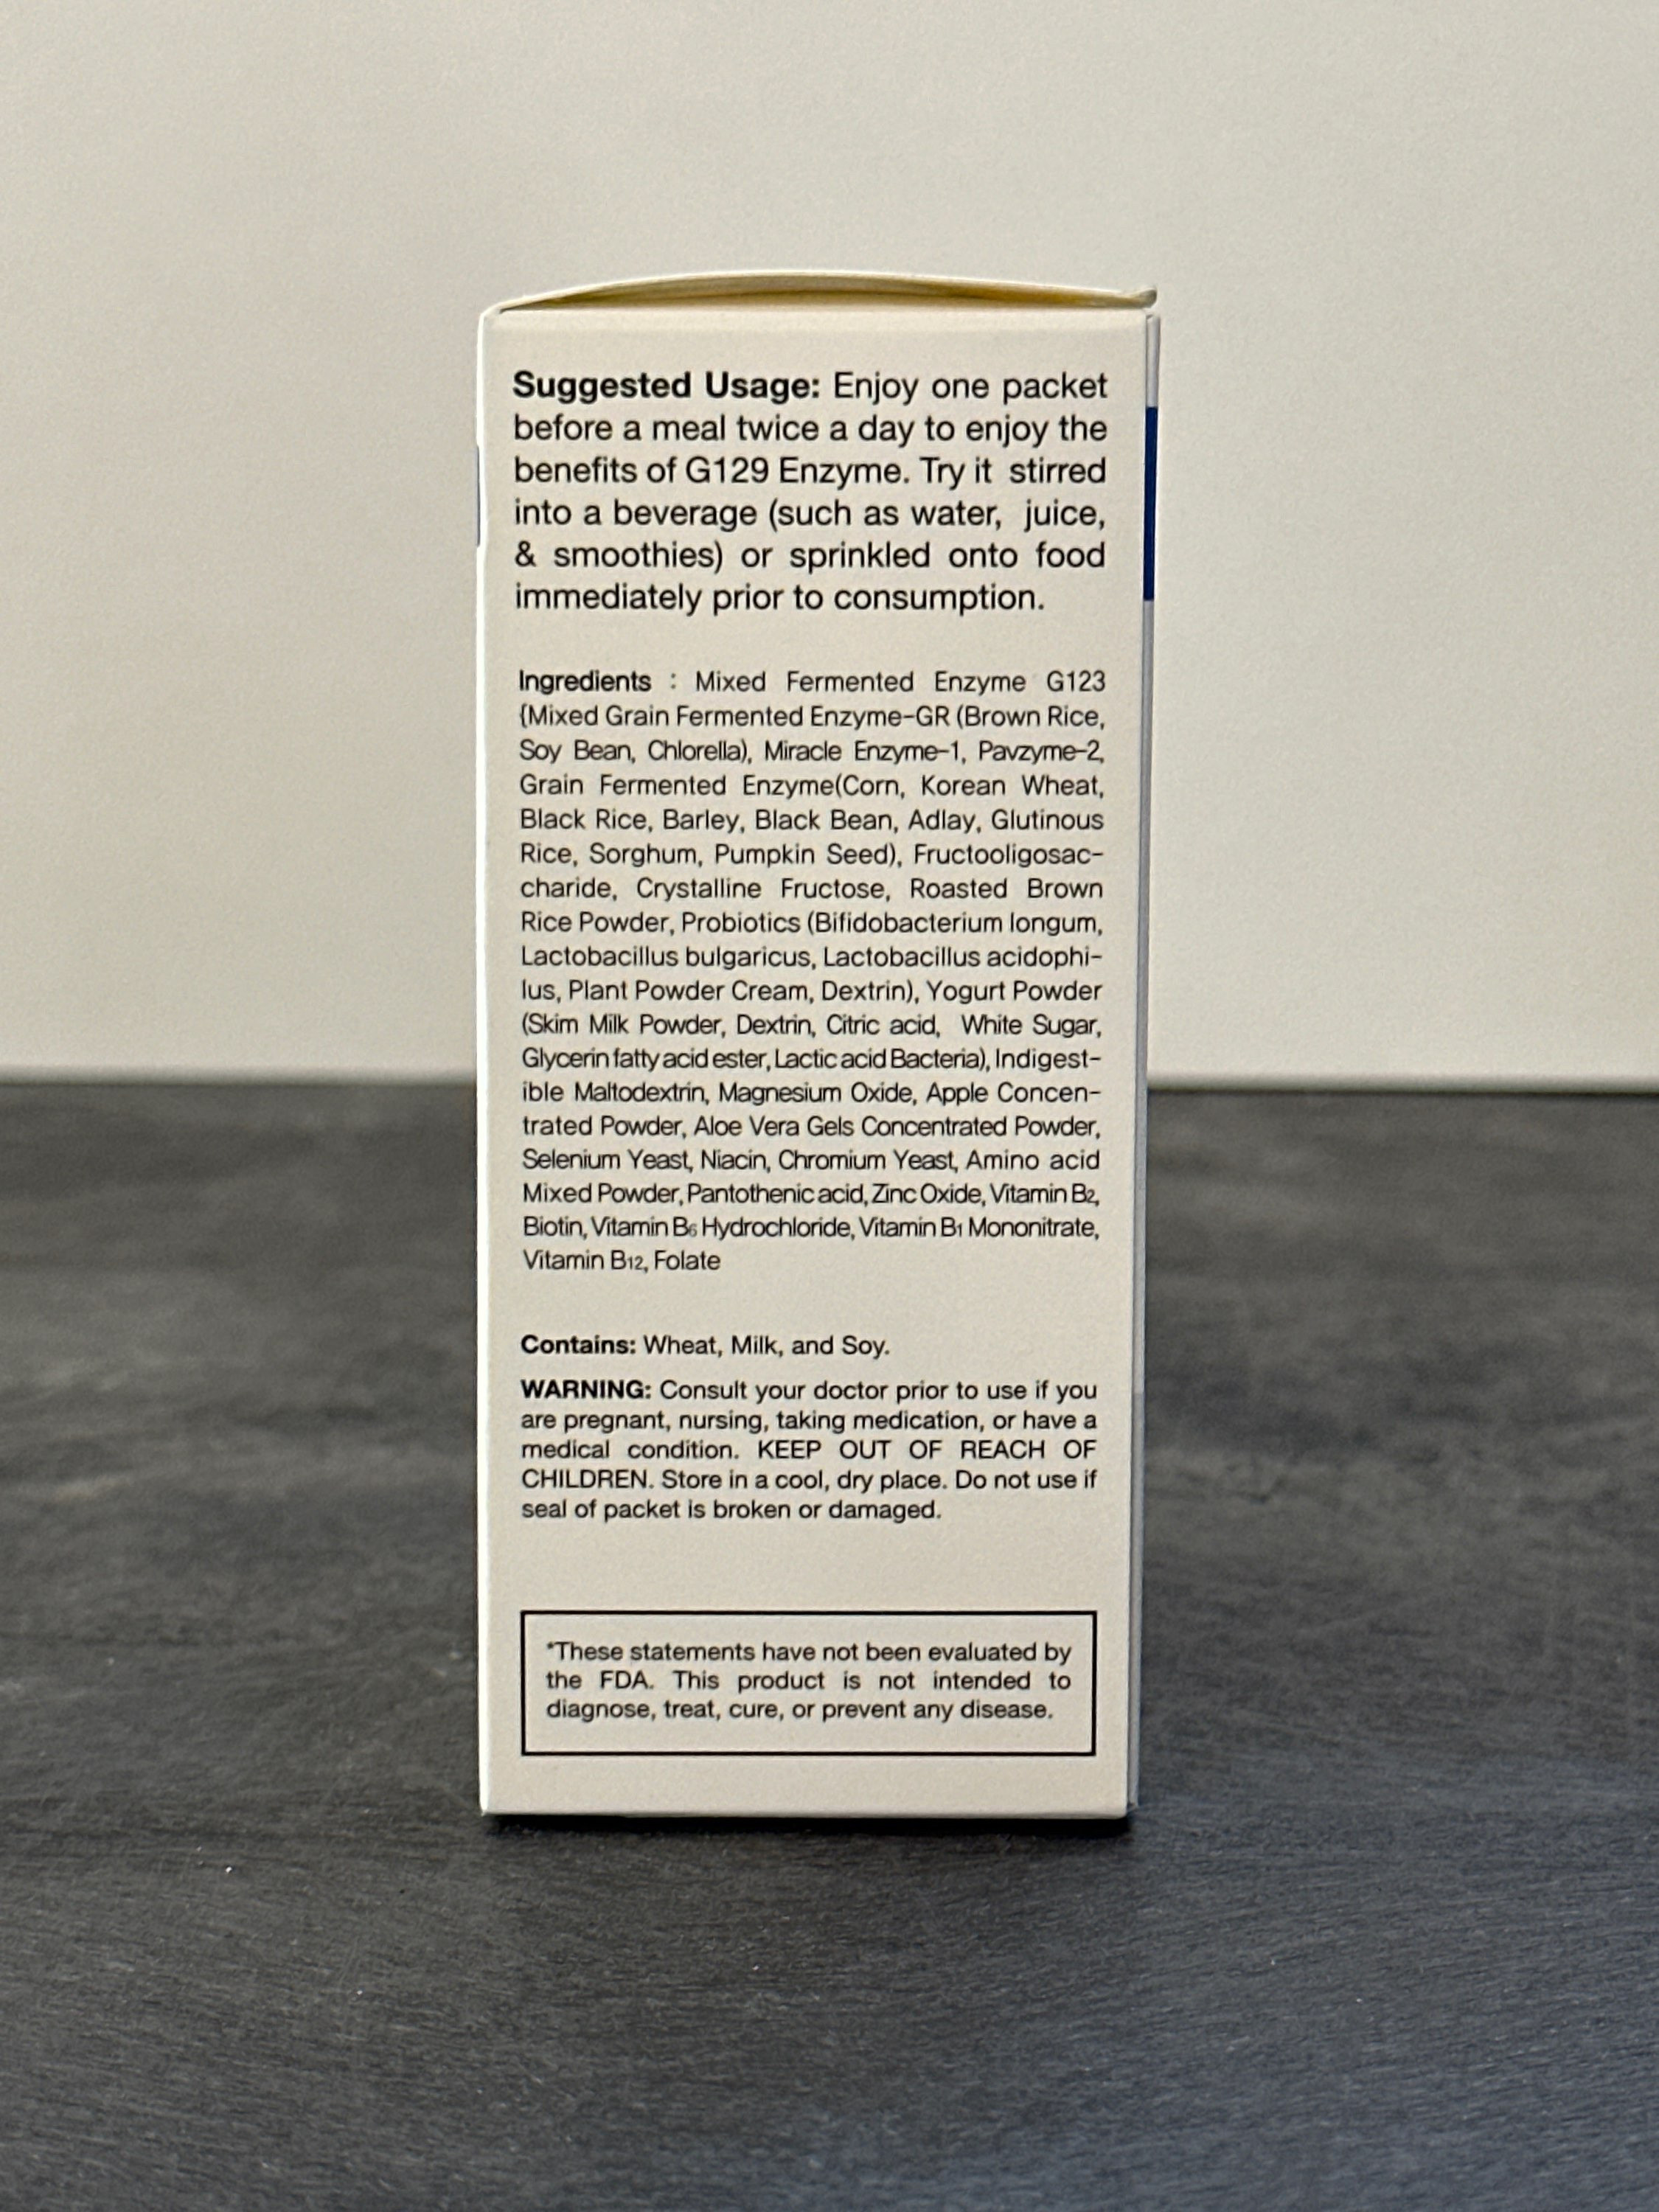 Suggested Usage: Enjoy one packet
before a meal twice a day to enjoy the
benefits of G129 Enzyme. Try it stirred
into a beverage (such as water, juice,
& smoothies) or sprinkled onto food
immediately prior to consumption.
Ingredients : Mixed Fermented Enzyme G123
{Mixed Grain Fermented Enzyme-GR (Brown Rice,
Soy Bean, Chlorella), Miracle Enzyme-1, Pavzyme-2,
Grain Fermented Enzyme(Corn, Korean Wheat,
Black Rice, Barley, Black Bean, Adlay, Glutinous
Rice, Sorghum, Pumpkin Seed), Fructooligosac-
charide, Crystalline Fructose, Roasted Brown
Rice Powder, Probiotics (Bifidobacterium longum,
Lactobacillus bulgaricus, Lactobacillus acidophi-
lus, Plant Powder Cream, Dextrin), Yogurt Powder
(Skim Milk Powder, Dextrin, Citric acid, White Sugar,
Glycerin fatty acid ester, Lactic acid Bacteria), Indigest-
ible Maltodextrin, Magnesium Oxide, Apple Concen-
trated Powder, Aloe Vera Gels Concentrated Powder,
Selenium Yeast, Niacin, Chromium Yeast, Amino acid
Mixed Powder, Pantothenic acid, Zinc Oxide, Vitamin B2,
Biotin, Vitamin B6 Hydrochloride, Vitamin B1 Mononitrate,
Vitamin B12, Folate
Contains: Wheat, Milk, and Soy.
WARNING: Consult your doctor prior to use if you
are pregnant, nursing, taking medication, or have a
medical condition. KEEP OUT OF REACH OF
CHILDREN. Store in a cool, dry place. Do not use if
seal of packet is broken or damaged.
*These statements have not been evaluated by
the FDA. This product is not intended to
diagnose, treat, cure, or prevent any disease.